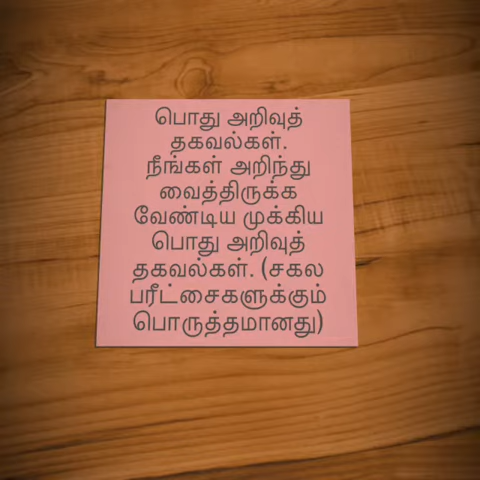 பொது அறிவுத்
தகவல்கள்.
நீங்கள் அறிந்து
வைத்திருக்க
வேண்டிய முக்கிய
பொது அறிவுத்
தகவல்கள். (சகல
பரீட்சைகளுக்கும்
பொருத்தமானது)